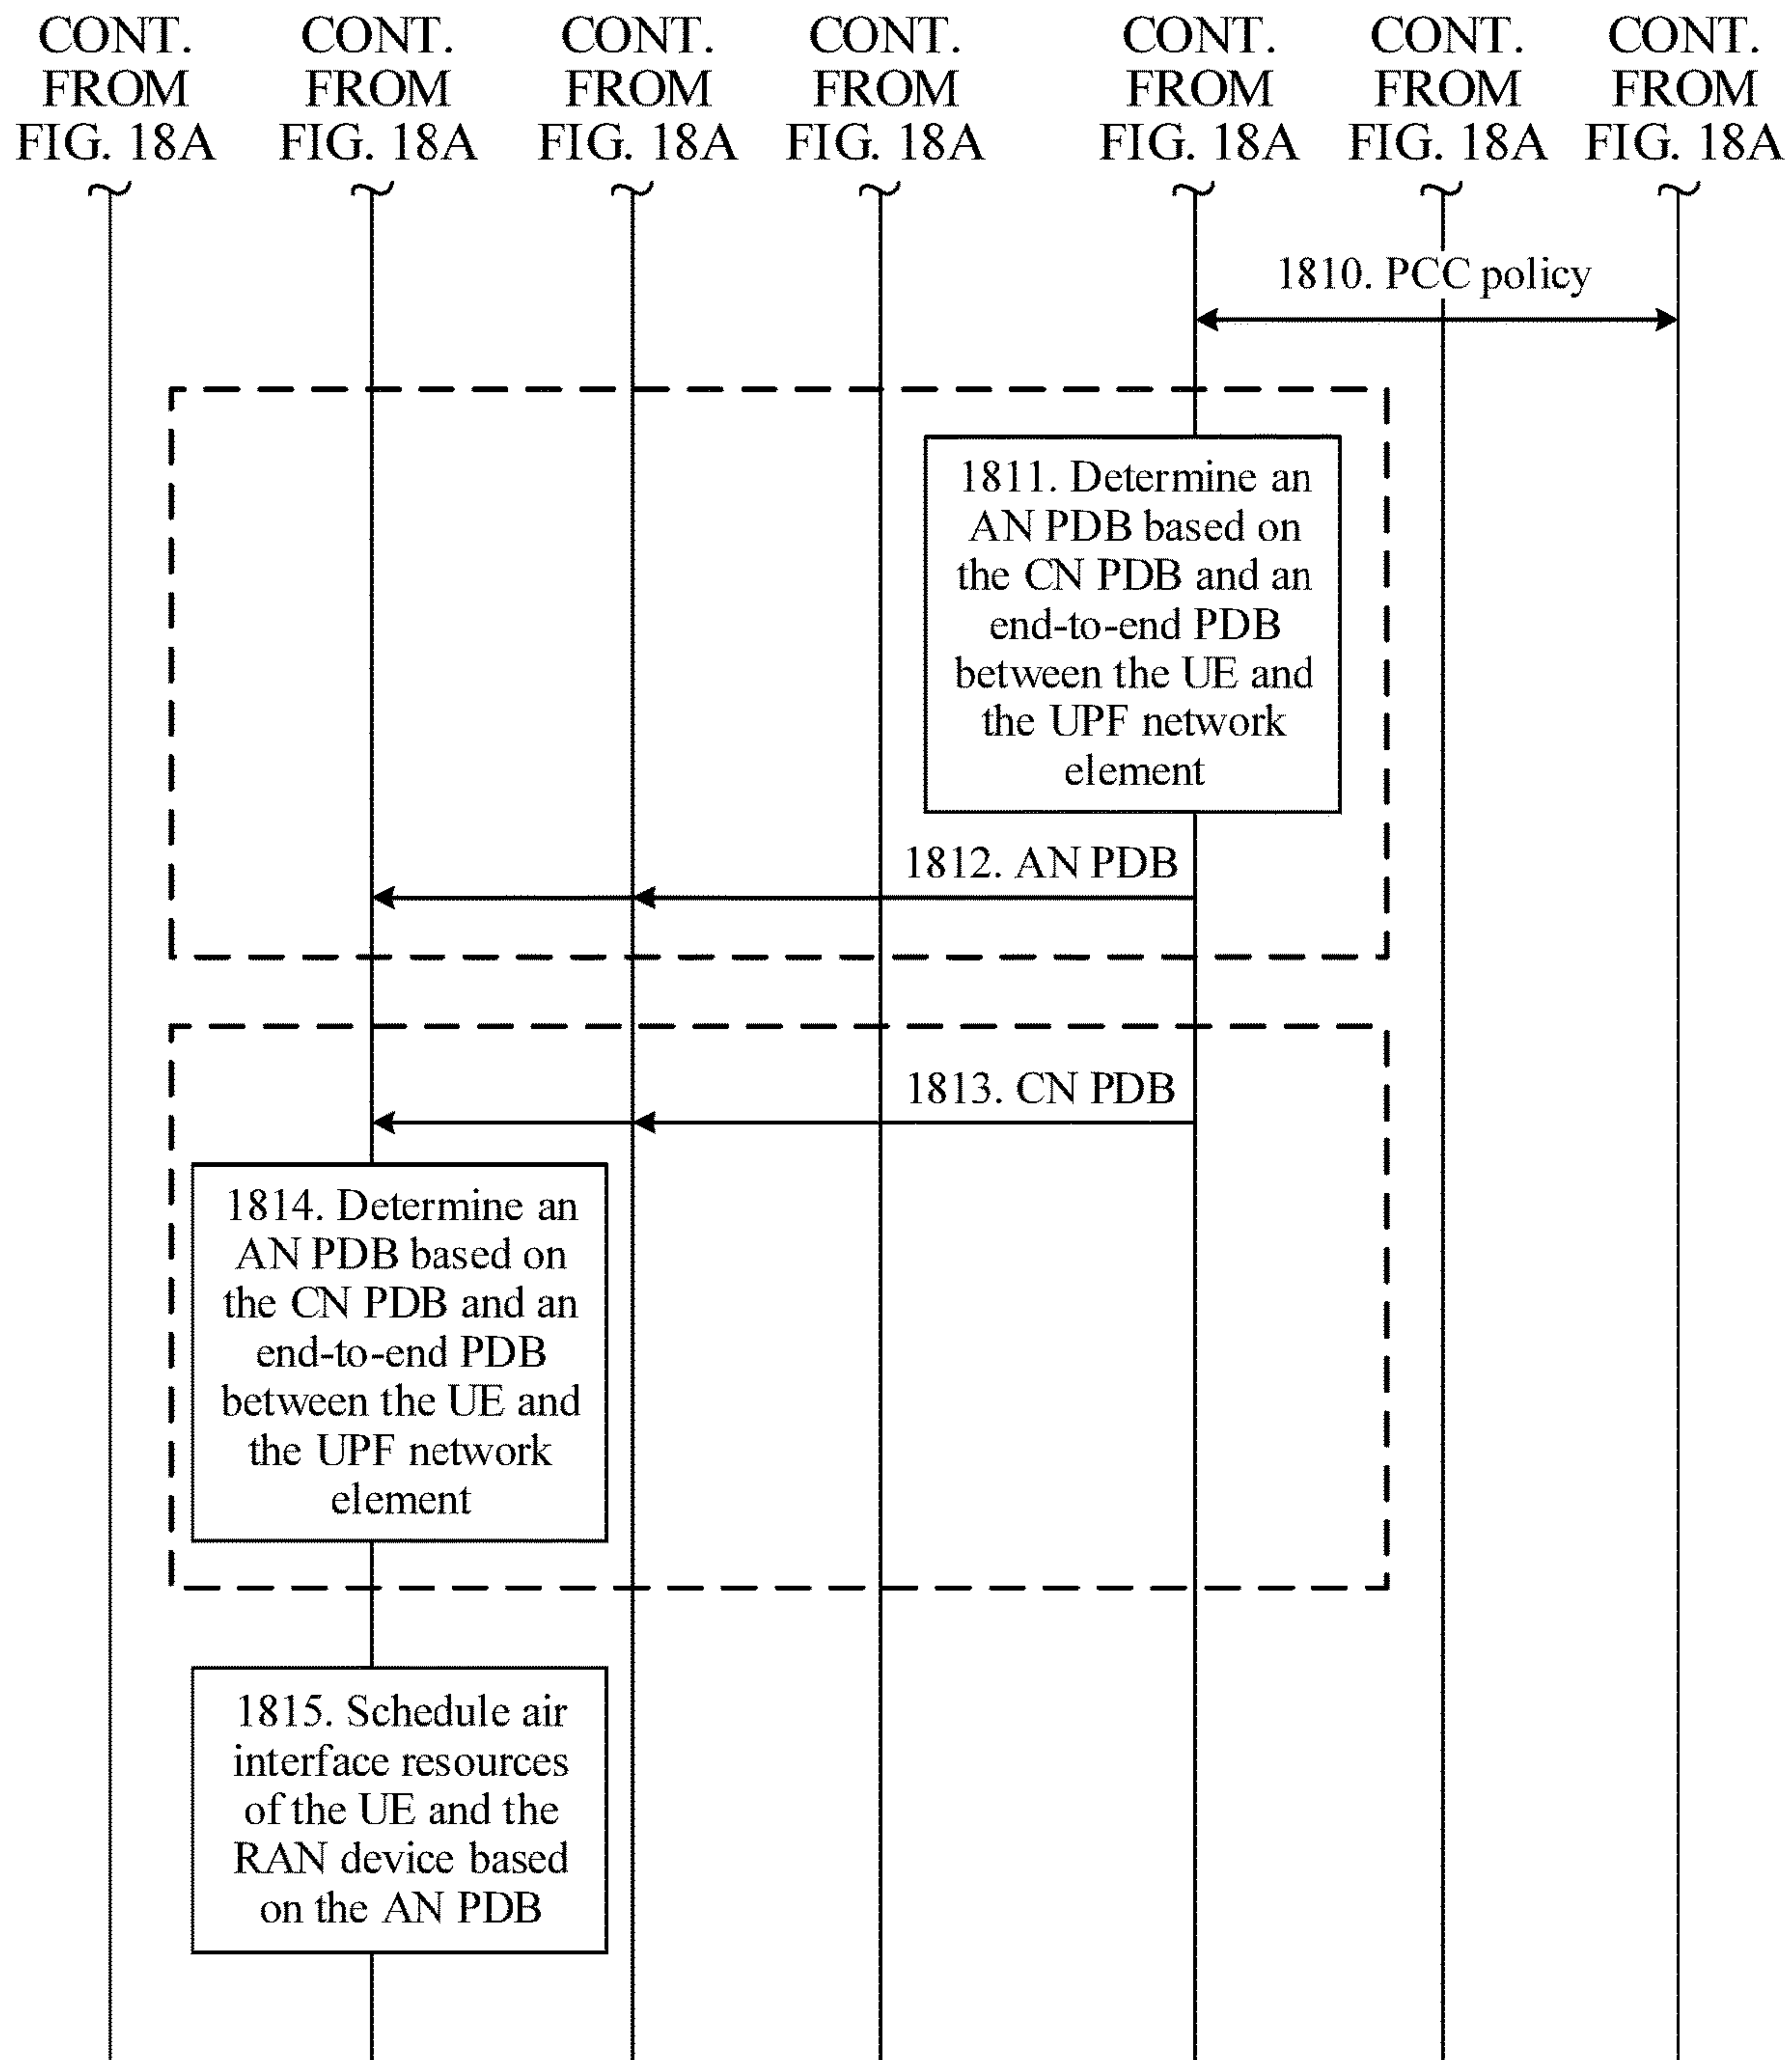 CONT. FROM FIG. 18A
CONT. FROM FIG. 18A
CONT. FROM FIG. 18A
CONT. FROM FIG. 18A
CONT. FROM FIG. 18A
CONT. FROM FIG. 18A
CONT. FROM FIG. 18A
1810. PCC policy
1811. Determine an
AN PDB based on
the CN PDB and an
end-to-end PDB
between the UE and
the UPF network
element
1812. AN PDB
1813. CN PDB
1814. Determine an
AN PDB based on
the CN PDB and an
end-to-end PDB
between the UE and
the UPF network
element
1815. Schedule air
interface resources
of the UE and the
RAN device based
on the AN PDB